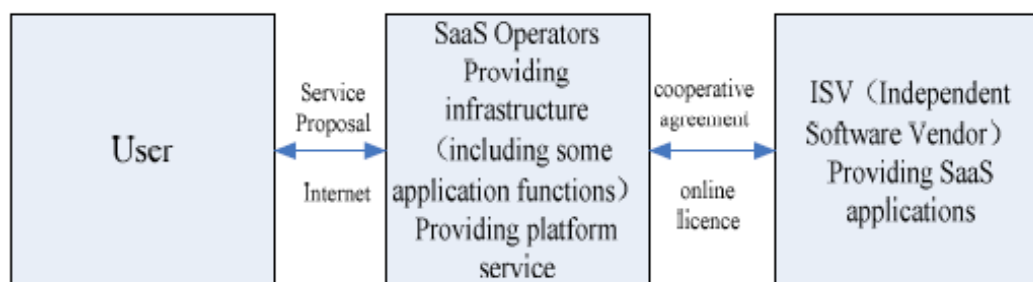 User
Service
Proposal
Internet
SaaS Operators
Providing
infrastructure
（including some
application functions）
Providing platform
service
cooperative
agreement
online
licence
ISV（Independent
Software Vendor）
Providing SaaS
applications